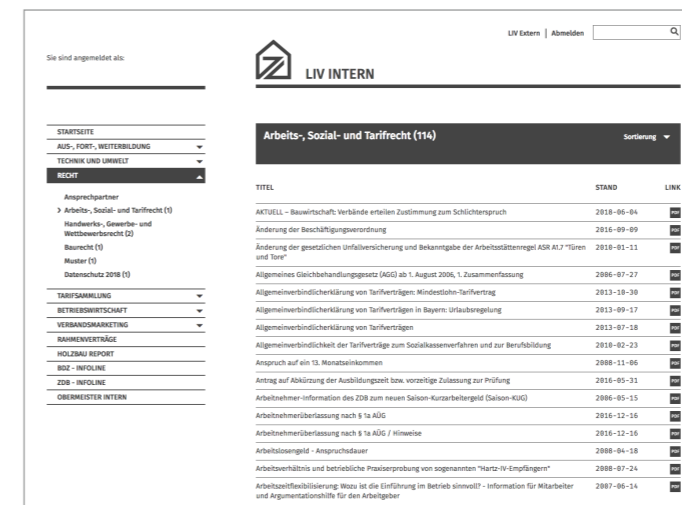 LIV Extern | Abmelden
Sie sind angemeldet als:
LIV INTERN
STARTSEITE
AUS-, FORT-, WEITERBILDUNG
TECHNIK UND UMWELT
RECHT
Ansprechpartner
Arbeits-, Sozial- und Tarifrecht (1)
Handwerks-, Gewerbe- und
Wettbewerbsrecht (2)
Baurecht (1)
Muster (1)
Datenschutz 2018 (1)
TARIFSAMMLUNG
BETRIEBSWIRTSCHAFT
VERBANDSMARKETING
RAHMENVERTRÄGE
HOLZBAU REPORT
BDZ - INFOLINE
ZDB - INFOLINE
OBERMEISTER INTERN
Arbeits-, Sozial- und Tarifrecht (114) Sortierung
TITEL STAND LINK
AKTUELL – Bauwirtschaft: Verbände erteilen Zustimmung zum Schlichterspruch 2018-06-04 PDF
Änderung der Beschäftigungsverordnung 2016-09-09 PDF
Änderung der gesetzlichen Unfallversicherung und Bekanntgabe der Arbeitsstättenregel ASR A1.7 "Türen 2010-01-11 PDF
und Tore"
Allgemeines Gleichbehandlungsgesetz (AGG) ab 1. August 2006, 1. Zusammenfassung 2006-07-27 PDF
Allgemeinverbindlicherklärung von Tarifverträgen: Mindestlohn-Tarifvertrag 2013-10-30 PDF
Allgemeinverbindlicherklärung von Tarifverträgen in Bayern: Urlaubsregelung 2013-09-17 PDF
Allgemeinverbindlicherklärung von Tarifverträgen 2013-07-18 PDF
Allgemeinverbindlichkeit der Tarifverträge zum Sozialkassenverfahren und zur Berufsbildung 2010-02-23 PDF
Anspruch auf ein 13. Monatseinkommen 2008-11-06 PDF
Antrag auf Abkürzung der Ausbildungszeit bzw. vorzeitige Zulassung zur Prüfung 2016-05-31 PDF
Arbeitnehmer-Information des ZDB zum neuen Saison-Kurzarbeitergeld (Saison-KUG) 2006-05-15 PDF
Arbeitnehmerüberlassung nach § 1a AÜG 2016-12-16 PDF
Arbeitnehmerüberlassung nach § 1a AÜG / Hinweise 2016-12-16 PDF
Arbeitslosengeld - Anspruchsdauer 2008-04-18 PDF
Arbeitsverhältnis und betriebliche Praxiserprobung von sogenannten "Hartz-IV-Empfängern" 2008-07-24 PDF
Arbeitszeitflexibilisierung: Wozu ist die Einführung im Betrieb sinnvoll? - Information für Mitarbeiter 2007-06-14 PDF
und Argumentationshilfe für den Arbeitgeber